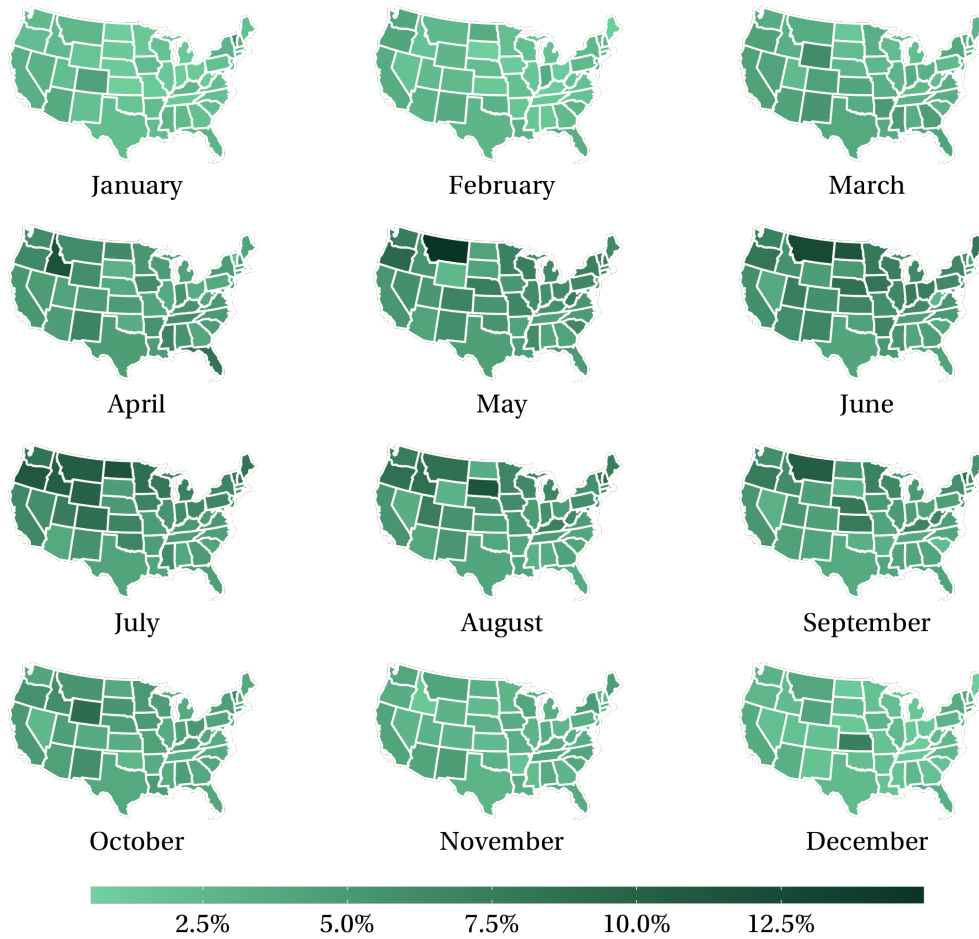 January
February
March
April
May
June
July
August
September
October
November
December
2.5%
5.0%
7.5%
10.0%
12.5%